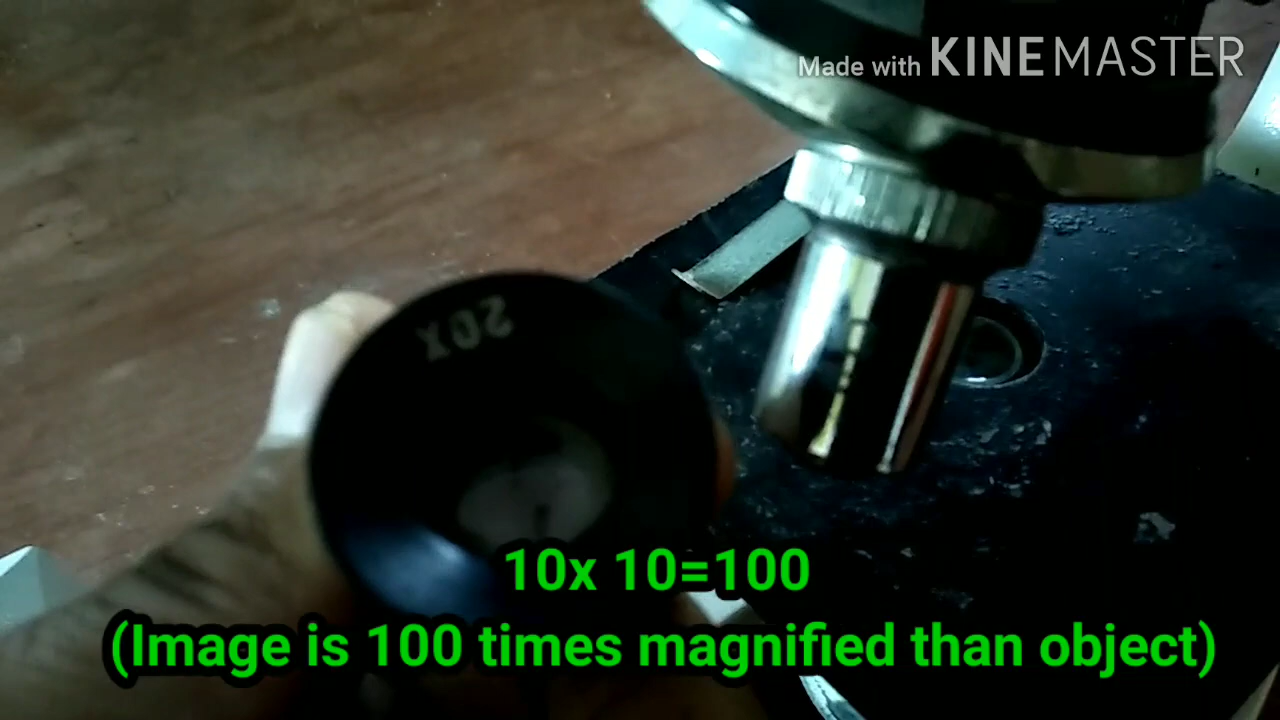 Made with KINEMASTER
20x
10x 10=100
(Image is 100 times magnified than object)